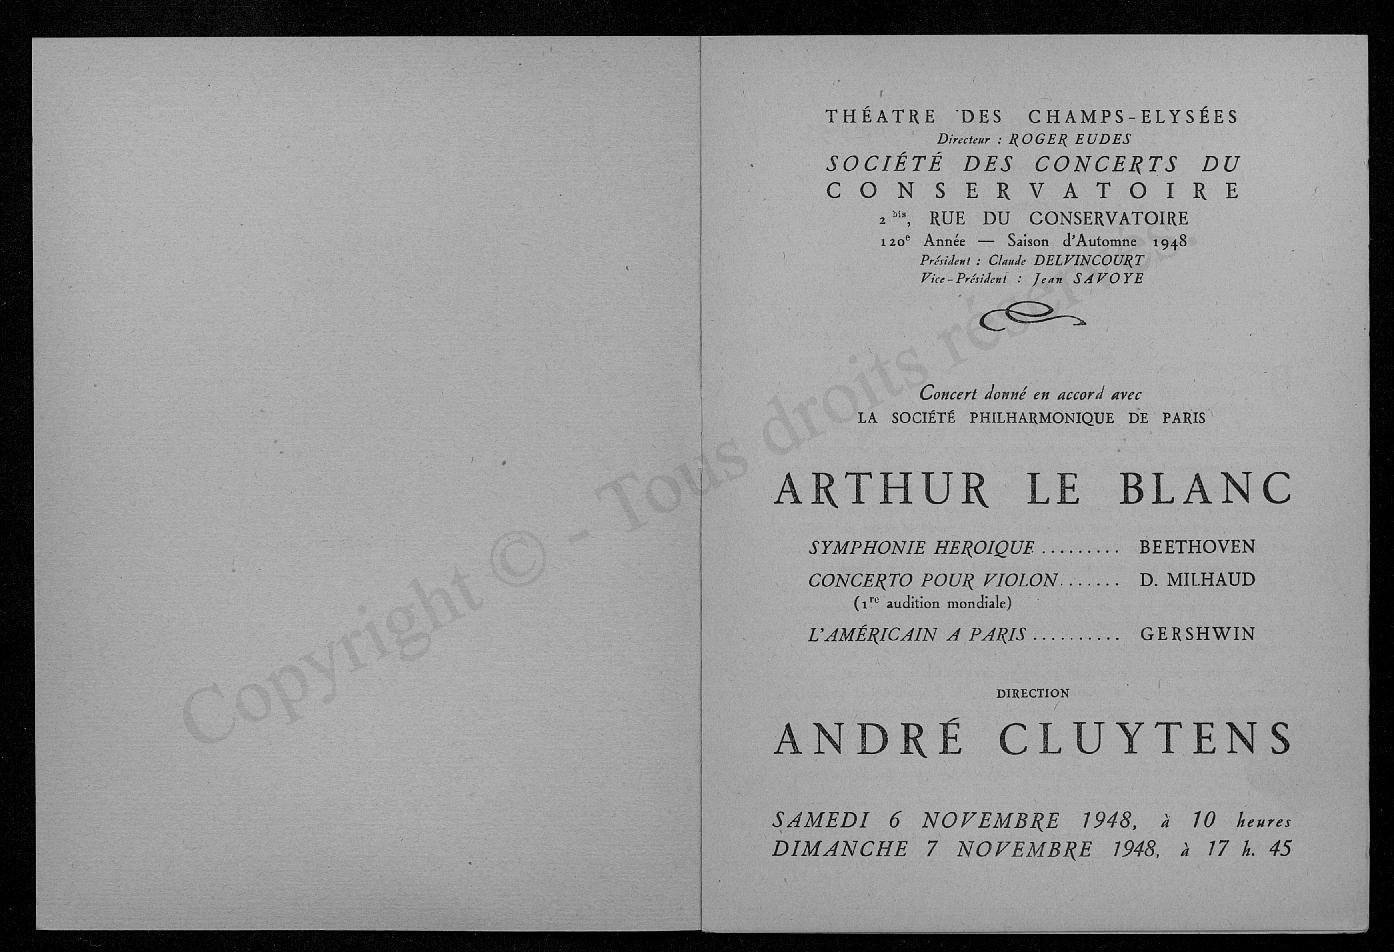 THÉATRE DES CHAMPS-ELYSÉES
Directeur : ROGER EUDES
SOCIÉTÉ DES CONCERTS DU
CONSERVATOIRE
2 bis, RUE DU CONSERVATOIRE
120e Année — Saison d'Automne 1948
Président : Claude DELVINCOURT
Vice-Président : Jean SAVOYE
Concert donné en accord avec
LA SOCIÉTÉ PHILHARMONIQUE DE PARIS
ARTHUR LE BLANC
SYMPHONIE HEROIQUE ......... BEETHOVEN
CONCERTO POUR VIOLON....... D. MILHAUD
(1re audition mondiale)
L'AMÉRICAIN A PARIS .......... GERSHWIN
DIRECTION
ANDRÉ CLUYTENS
SAMEDI 6 NOVEMBRE 1948, à 10 heures
DIMANCHE 7 NOVEMBRE 1948, à 17 h. 45
Copyright © - Tous droits réservés.